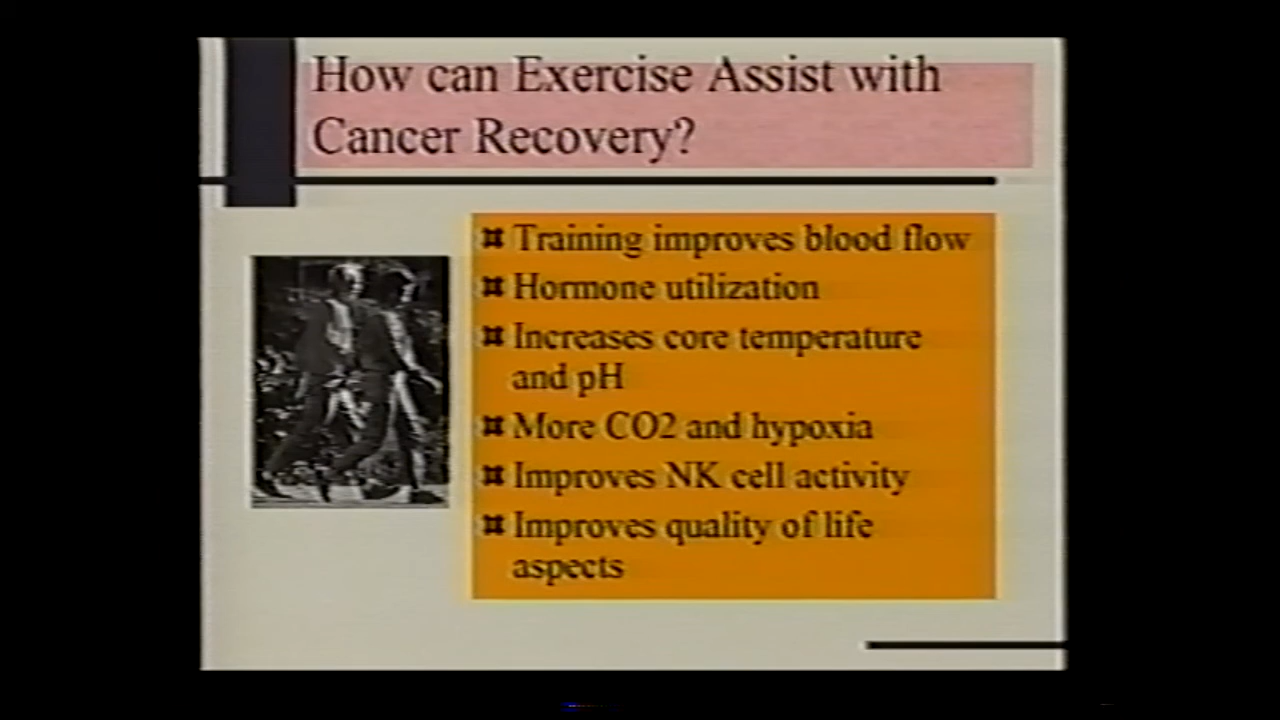 How can Exercise Assist with
Cancer Recovery?
Training improves blood flow
Hormone utilization
Increases core temperature
and pH
More CO2 and hypoxia
Improves NK cell activity
Improves quality of life
aspects